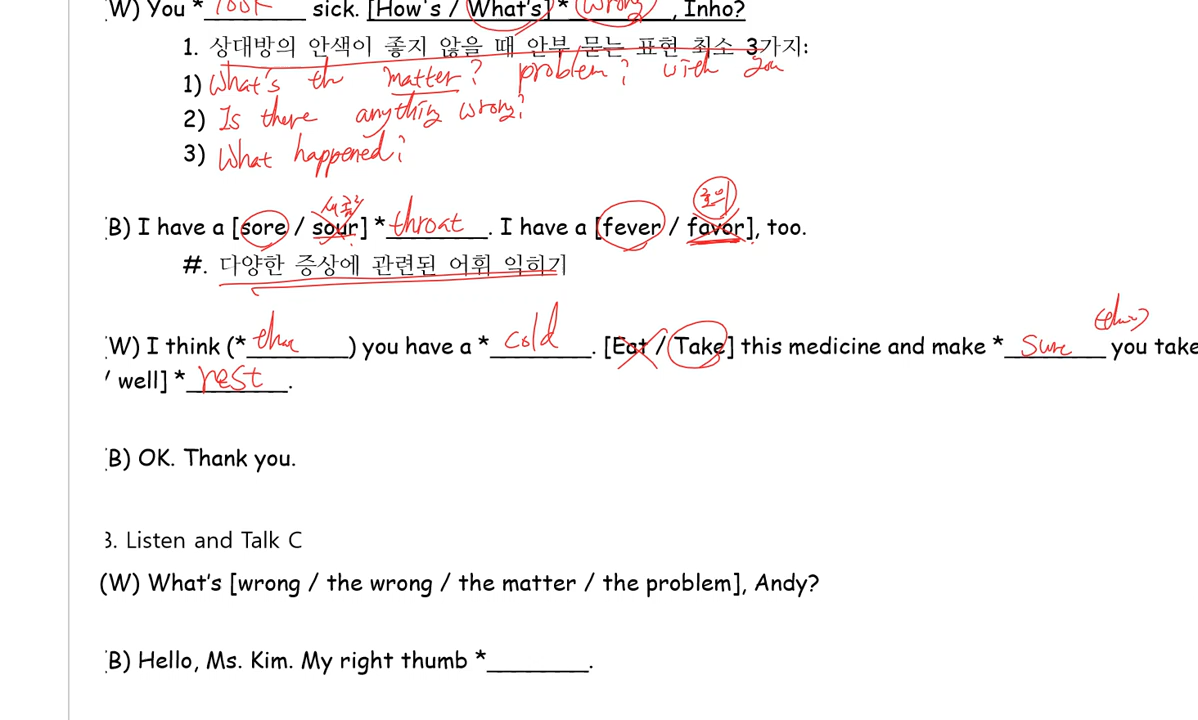 W) You * look sick. [How's / What's] * (wrong), Inho?
1. 상대방의 안색이 좋지 않을 때 안부 묻는 표현 최소 3가지:
1) What's the matter? problem? with you
2) Is there anything wrong?
3) What happened?
호의
B) I have a [sore / sour] * throat. I have a [fever / favor], too.
#. 다양한 증상에 관련된 어휘 익히기
W) I think (* that) you have a * cold. [Eat / Take] this medicine and make * sure you take
/ well] * rest.
B) OK. Thank you.
3. Listen and Talk C
(W) What's [wrong / the wrong / the matter / the problem], Andy?
B) Hello, Ms. Kim. My right thumb *________.